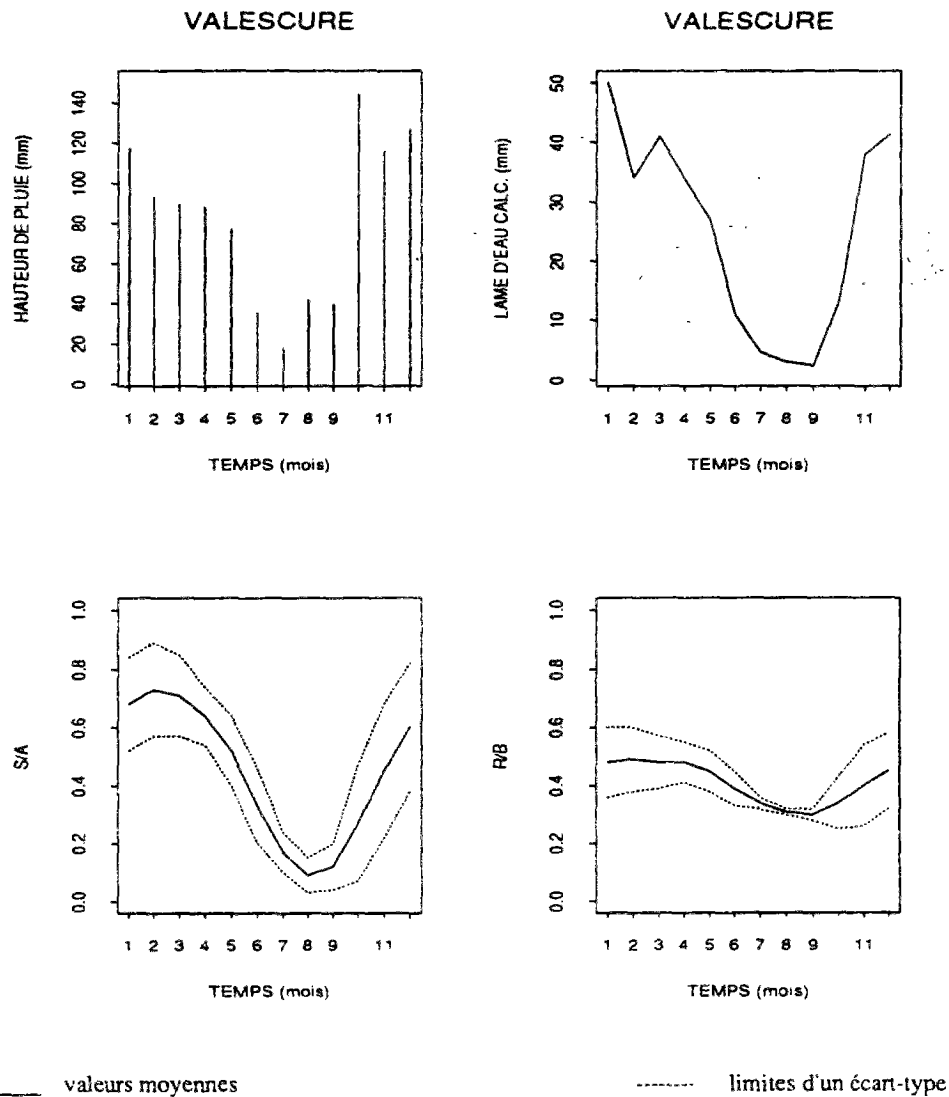 VALESCURE
HAUTEUR DE PLUIE (mm)
0 20 40 60 80 100 120 140
1 2 3 4 5 6 7 8 9 11
TEMPS (mois)
VALESCURE
LAME D'EAU CALC. (mm)
0 10 20 30 40 50
1 2 3 4 5 6 7 8 9 11
TEMPS (mois)
S/A
0.0 0.2 0.4 0.6 0.8 1.0
1 2 3 4 5 6 7 8 9 11
TEMPS (mois)
R/B
0.0 0.2 0.4 0.6 0.8 1.0
1 2 3 4 5 6 7 8 9 11
TEMPS (mois)
valeurs moyennes
limites d'un écart-type